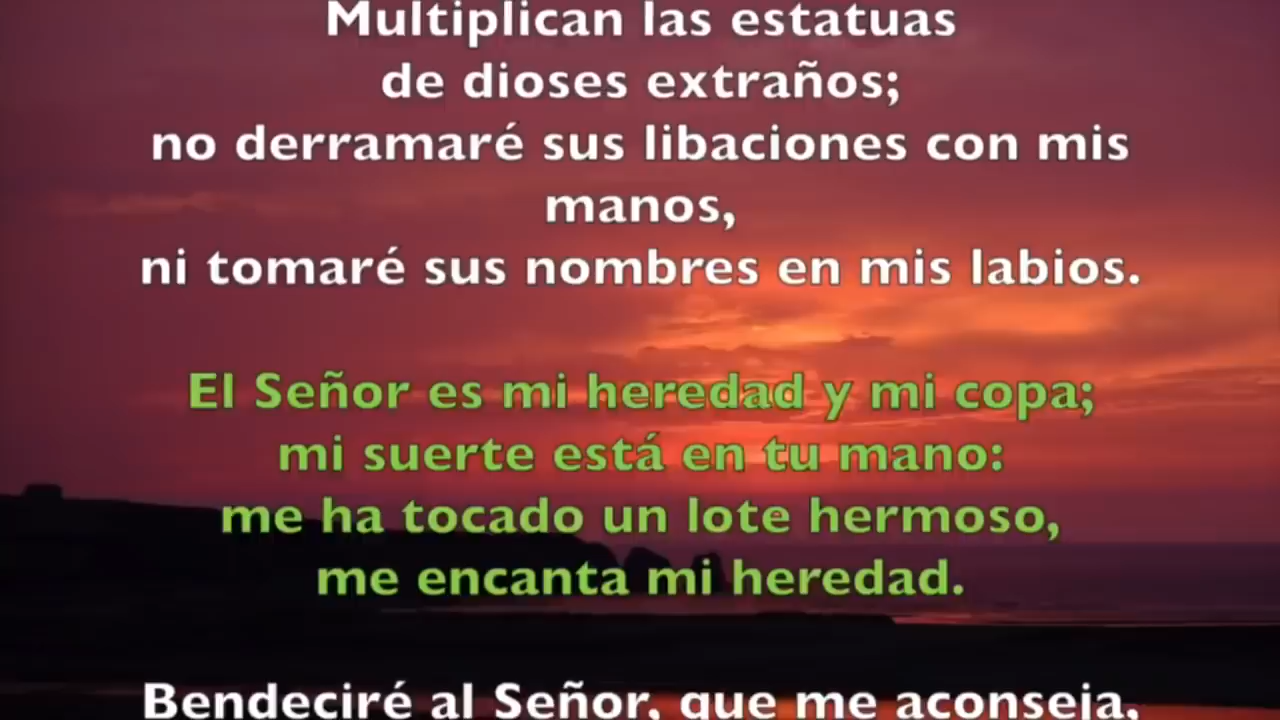 Multiplican las estatuas
de dioses extraños;
no derramaré sus libaciones con mis
manos,
ni tomaré sus nombres en mis labios.
El Señor es mi heredad y mi copa;
mi suerte está en tu mano:
me ha tocado un lote hermoso,
me encanta mi heredad.
Bendeciré al Señor, que me aconseja,